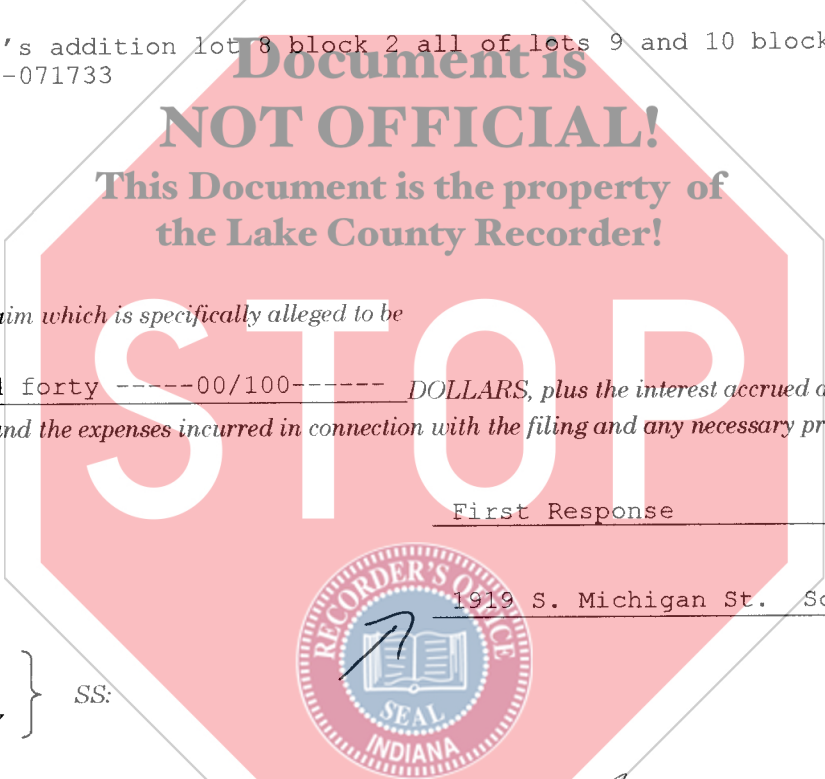 's addition lot 8 block 2 all of lots 9 and 10 block
-071733
Document is
NOT OFFICIAL!
This Document is the property of
the Lake County Recorder!
which is specifically alleged to be
forty -----00/100------ DOLLARS, plus the interest accrued
and the expenses incurred in connection with the filing and any necessary
STOP
First Response
1919 S. Michigan St.
RECORDER'S OFFICE
SEAL
INDIANA
SS: